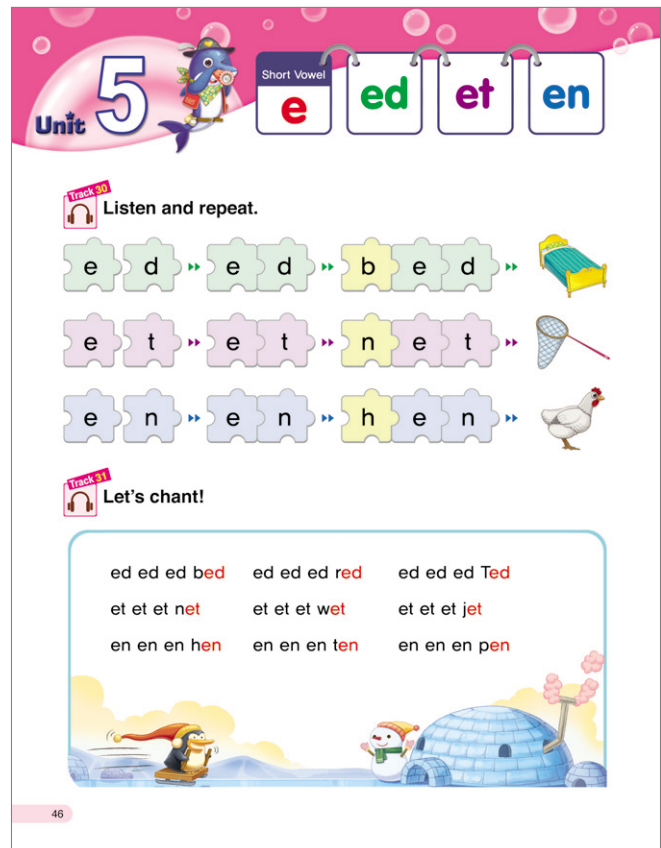 Unit 5
Short Vowel
e ed et en
Track 30
Listen and repeat.
e d e d b e d
e t e t n e t
e n e n h e n
Track 31
Let's chant!
ed ed ed bed ed ed ed red ed ed ed Ted
et et et net et et et wet et et et jet
en en en hen en en en ten en en en pen
46